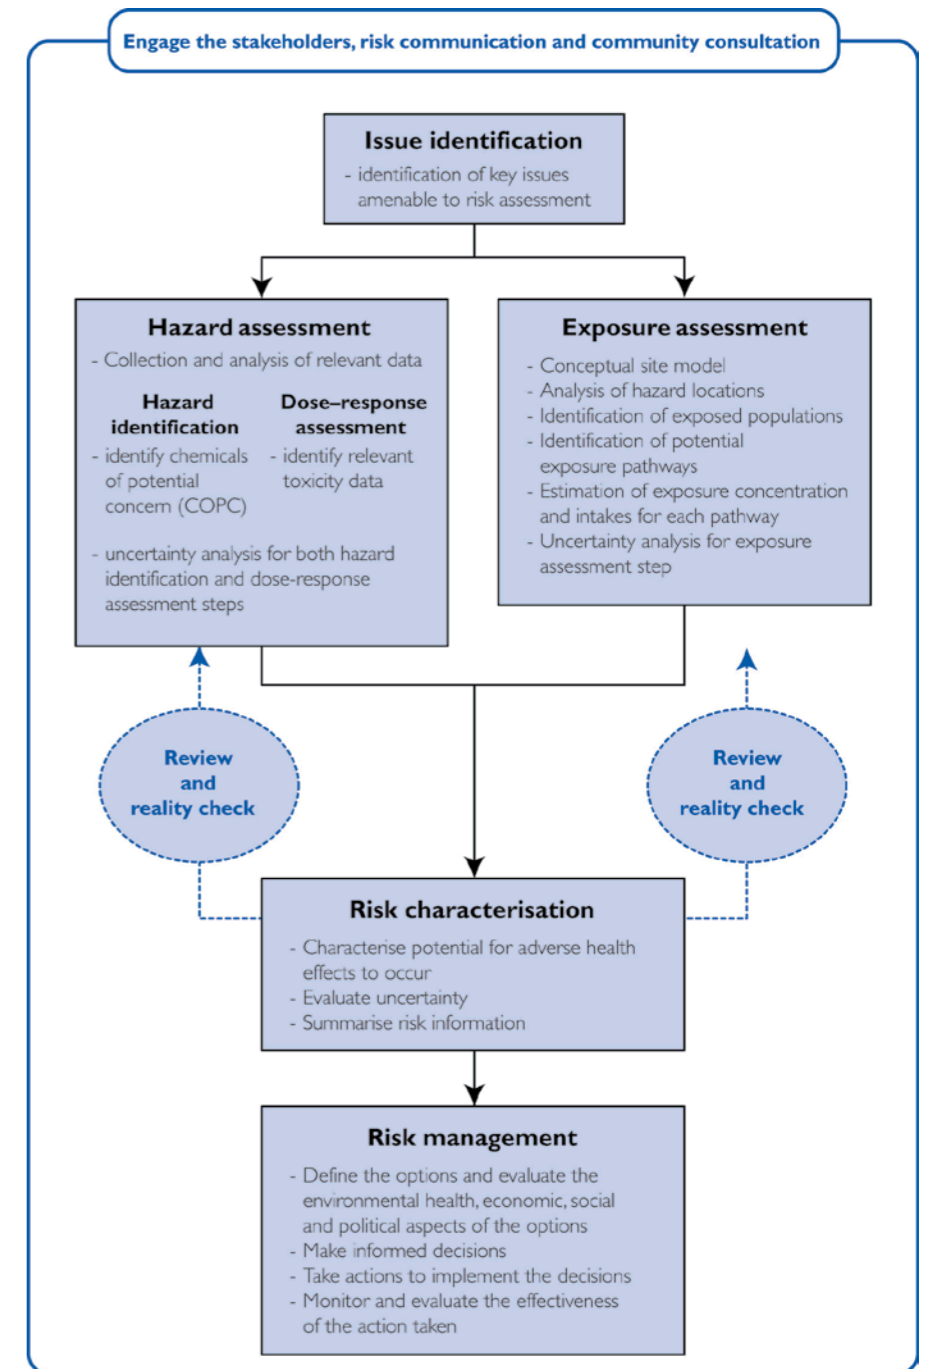 Engage the stakeholders, risk communication and community consultation
Issue identification
- identification of key issues
amenable to risk assessment
Hazard assessment
- Collection and analysis of relevant data
Hazard
identification
- identify chemicals
of potential
concern (COPC)
Dose–response
assessment
- identify relevant
toxicity data
- uncertainty analysis for both hazard
identification and dose-response
assessment steps
Exposure assessment
- Conceptual site model
- Analysis of hazard locations
- Identification of exposed populations
- Identification of potential
exposure pathways
- Estimation of exposure concentration
and intakes for each pathway
- Uncertainty analysis for exposure
assessment step
Review
and
reality check
Review
and
reality check
Risk characterisation
- Characterise potential for adverse health
effects to occur
- Evaluate uncertainty
- Summarise risk information
Risk management
- Define the options and evaluate the
environmental health, economic, social
and political aspects of the options
- Make informed decisions
- Take actions to implement the decisions
- Monitor and evaluate the effectiveness
of the action taken